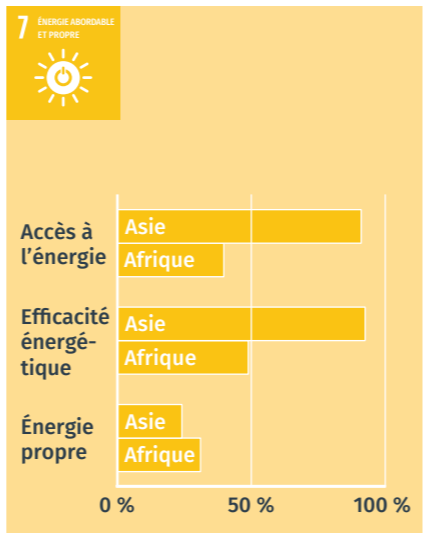 7 ÉNERGIE ABORDABLE
ET PROPRE
Accès à
l'énergie
Asie
Afrique
Efficacité
énergé-
tique
Asie
Afrique
Énergie
propre
Asie
Afrique
0 % 50 % 100 %